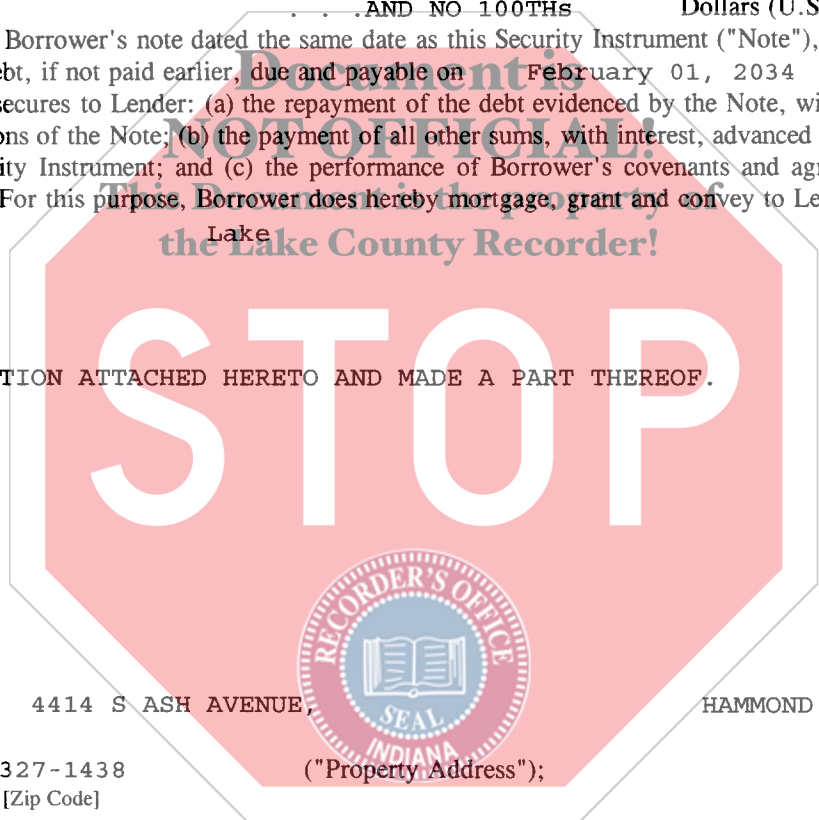 . . .AND NO 100THs Dollars (U.S
Borrower's note dated the same date as this Security Instrument ("Note"),
ebt, if not paid earlier, due and payable on February 01, 2034
Document is
secures to Lender: (a) the repayment of the debt evidenced by the Note, wi
ons of the Note; (b) the payment of all other sums, with interest, advanced
NOT OFFICIAL!
ity Instrument; and (c) the performance of Borrower's covenants and agr
For this purpose, Borrower does hereby mortgage, grant and convey to Le
This Document is the property of
Lake
the Lake County Recorder!
TION ATTACHED HERETO AND MADE A PART THEREOF.
STOP
RECORDER'S OFFICE
SEAL
INDIANA
4414 S ASH AVENUE, HAMMOND
327-1438 ("Property Address");
[Zip Code]